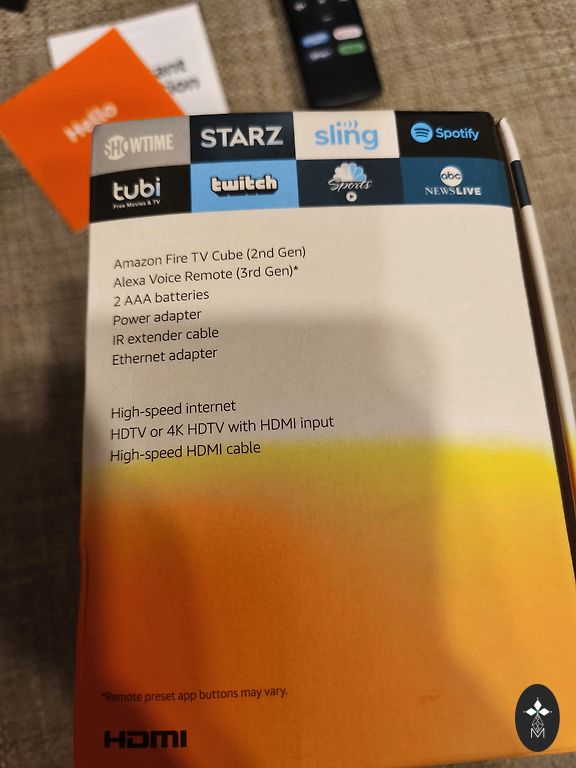 Hello
SHOWTIME
STARZ
sling
Spotify
tubi
Free Movies & TV
twitch
Sports
abc
NEWSLIVE
Amazon Fire TV Cube (2nd Gen)
Alexa Voice Remote (3rd Gen)*
2 AAA batteries
Power adapter
IR extender cable
Ethernet adapter
High-speed internet
HDTV or 4K HDTV with HDMI input
High-speed HDMI cable
*Remote preset app buttons may vary.
HDMI
M